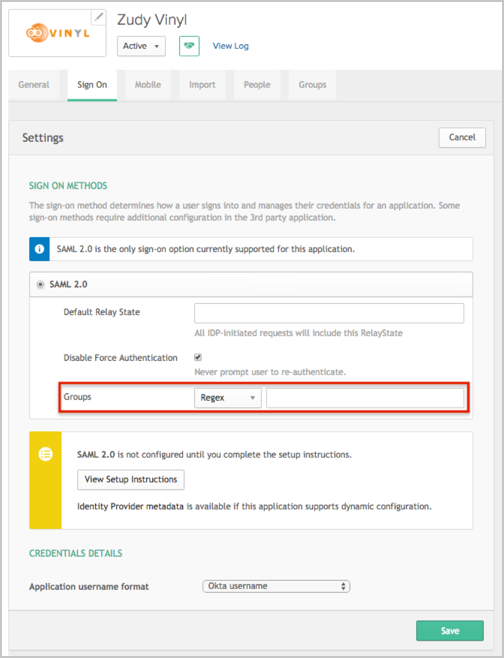 VINYL
Zudy Vinyl
Active
View Log
General Sign On Mobile Import People Groups
Settings
Cancel
SIGN ON METHODS
The sign-on method determines how a user signs into and manages their credentials for an application. Some
sign-on methods require additional configuration in the 3rd party application.
SAML 2.0 is the only sign-on option currently supported for this application.
SAML 2.0
Default Relay State
All IDP-initiated requests will include this RelayState
Disable Force Authentication
Never prompt user to re-authenticate.
Groups Regex
SAML 2.0 is not configured until you complete the setup instructions.
View Setup Instructions
Identity Provider metadata is available if this application supports dynamic configuration.
CREDENTIALS DETAILS
Application username format Okta username
Save